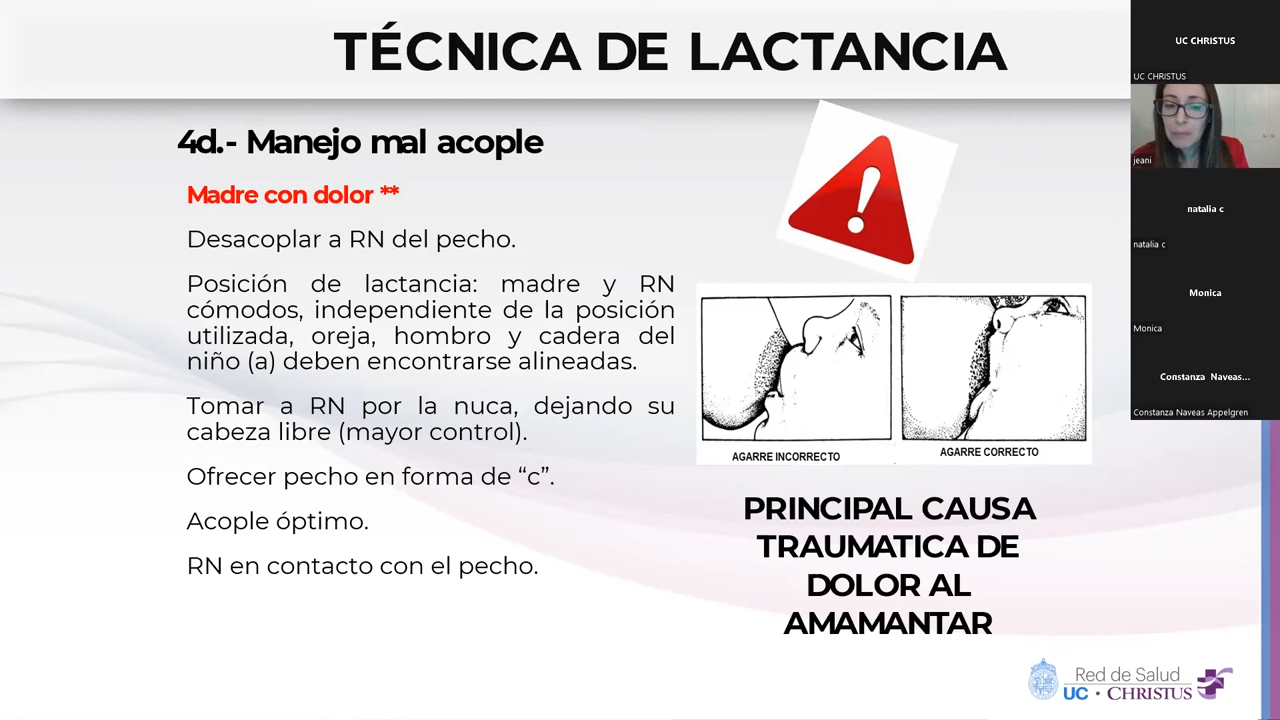 TÉCNICA DE LACTANCIA
4d.- Manejo mal acople
Madre con dolor **
Desacoplar a RN del pecho.
Posición de lactancia: madre y RN
cómodos, independiente de la posición
utilizada, oreja, hombro y cadera del
niño (a) deben encontrarse alineadas.
Tomar a RN por la nuca, dejando su
cabeza libre (mayor control).
Ofrecer pecho en forma de “c”.
Acople óptimo.
RN en contacto con el pecho.
AGARRE INCORRECTO
AGARRE CORRECTO
PRINCIPAL CAUSA
TRAUMATICA DE
DOLOR AL
AMAMANTAR
Red de Salud
UC • CHRISTUS
UC CHRISTUS
UC CHRISTUS
jeani
natalia c
natalia c
Monica
Monica
Constanza Naveas...
Constanza Naveas Appelgren